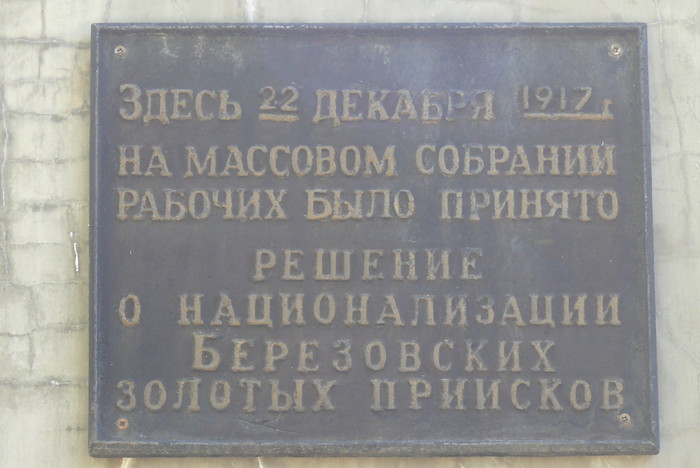 Здесь 22 декабря 1917 г
на массовом собрании
рабочих было принято
решение
о национализации
Березовских
золотых приисков